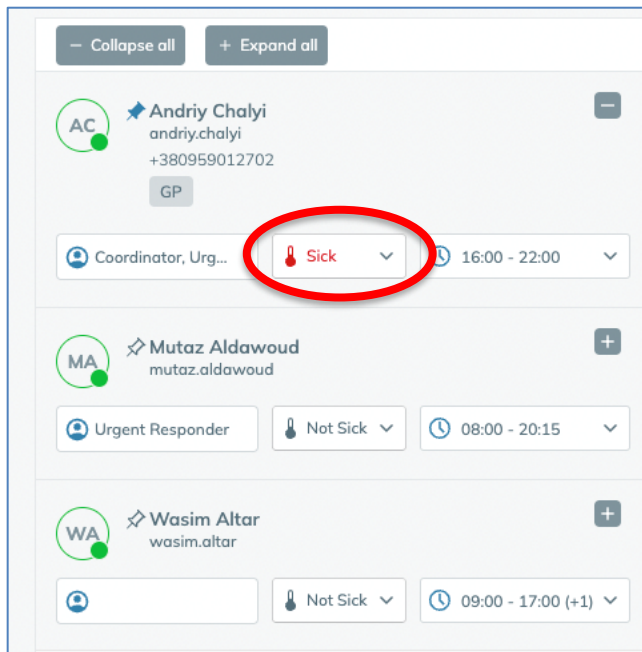 − Collapse all + Expand all
AC Andriy Chalyi −
andriy.chalyi
+380959012702
GP
Coordinator, Urg... Sick 16:00 - 22:00
MA Mutaz Aldawoud +
mutaz.aldawoud
Urgent Responder Not Sick 08:00 - 20:15
WA Wasim Altar +
wasim.altar
Not Sick 09:00 - 17:00 (+1)